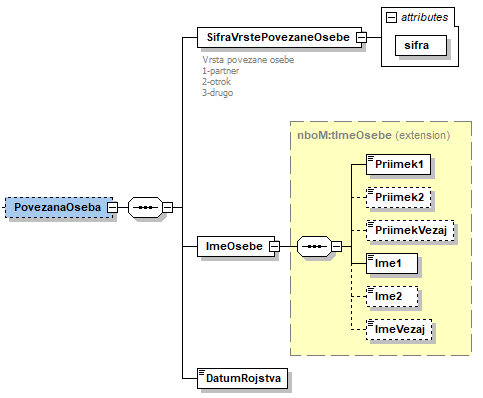 SifraVrstePovezaneOsebe
attributes
sifra
Vrsta povezane osebe
1-partner
2-otrok
3-drugo
PovezanaOseba
ImeOsebe
nboM:tImeOsebe (extension)
Priimek1
Priimek2
PriimekVezaj
Ime1
Ime2
ImeVezaj
DatumRojstva